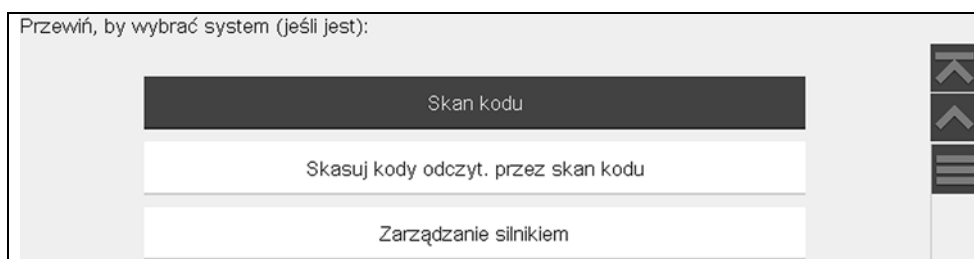 Przewiń, by wybrać system (jeśli jest):
Skan kodu
Skasuj kody odczyt. przez skan kodu
Zarządzanie silnikiem